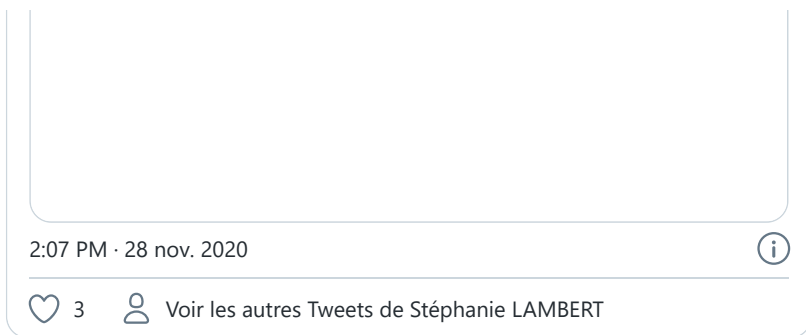 2:07 PM · 28 nov. 2020
3 Voir les autres Tweets de Stéphanie LAMBERT